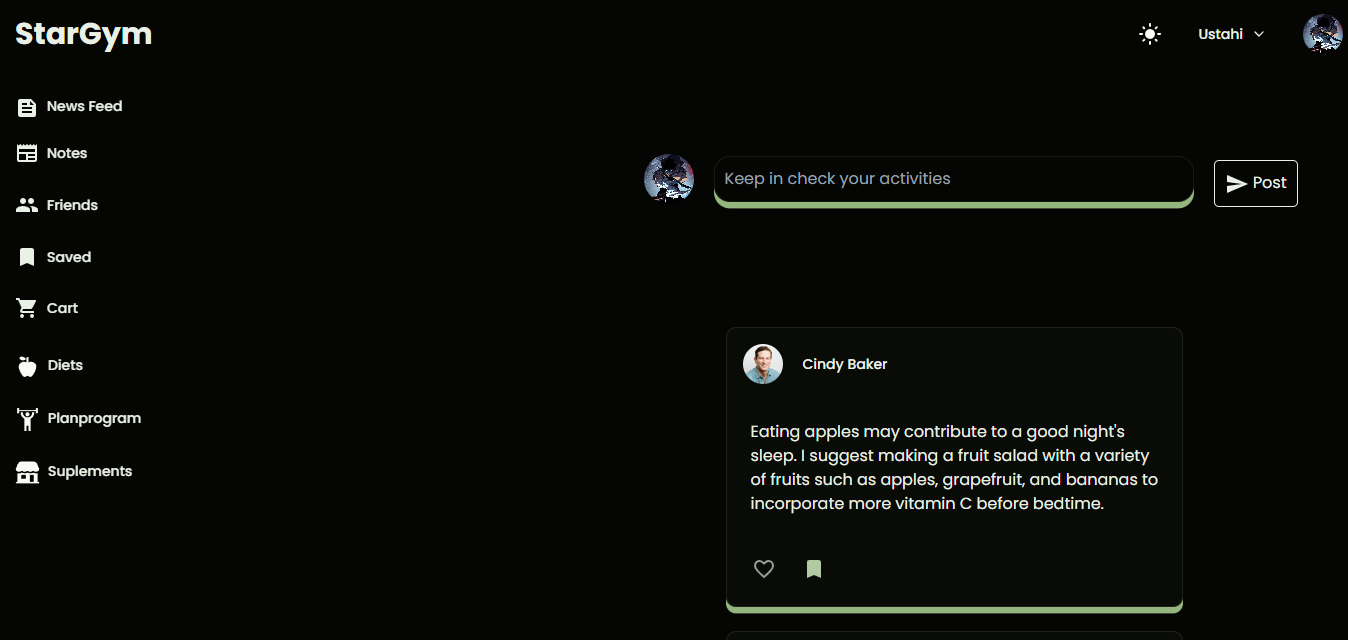 StarGym
Ustahi
News Feed
Notes
Friends
Saved
Cart
Diets
Planprogram
Suplements
Keep in check your activities
Post
Cindy Baker
Eating apples may contribute to a good night's
sleep. I suggest making a fruit salad with a variety
of fruits such as apples, grapefruit, and bananas to
incorporate more vitamin C before bedtime.